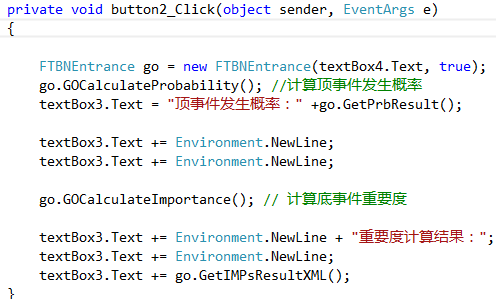 private void button2_Click(object sender, EventArgs e)
{
FTBNEntrance go = new FTBNEntrance(textBox4.Text, true);
go.GOCalculateProbability(); //计算顶事件发生概率
textBox3.Text = "顶事件发生概率：" +go.GetPrbResult();
textBox3.Text += Environment.NewLine;
textBox3.Text += Environment.NewLine;
go.GOCalculateImportance(); // 计算底事件重要度
textBox3.Text += Environment.NewLine + "重要度计算结果：";
textBox3.Text += Environment.NewLine;
textBox3.Text += go.GetIMPsResultXML();
}